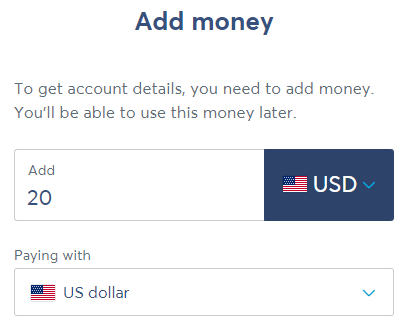 Add money
To get account details, you need to add money.
You'll be able to use this money later.
Add
20
USD
Paying with
US dollar